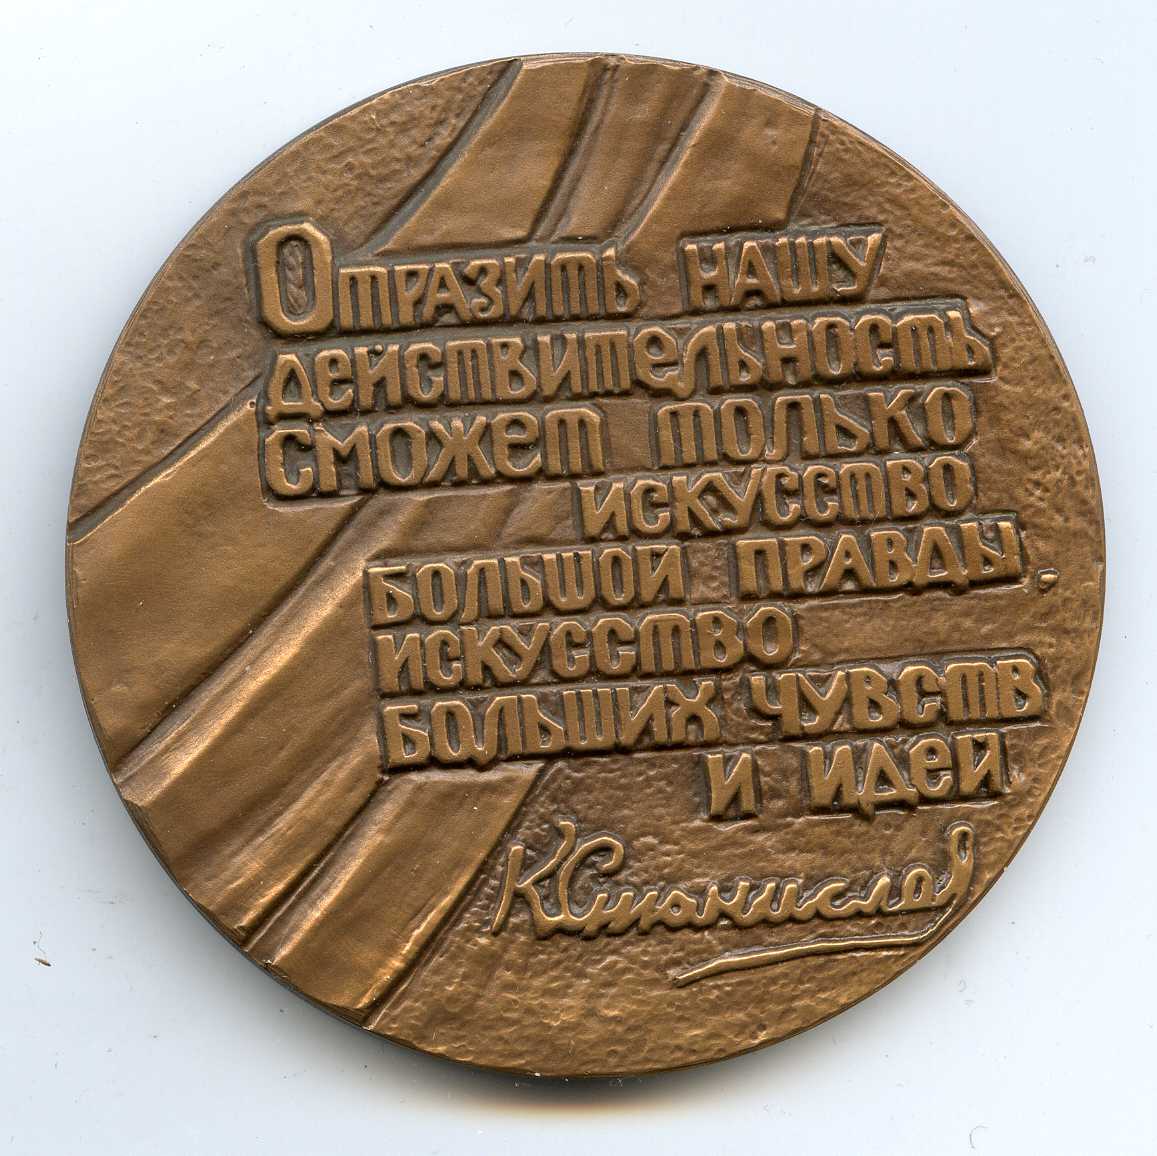 Отразить нашу
действительность
сможет только
искусство
большой правды,
искусство
больших чувств
и идей
КСтанислав